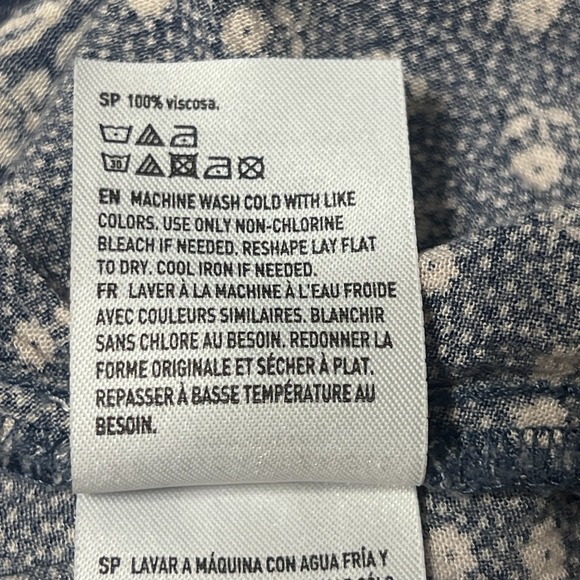 SP 100% viscosa.
30
EN MACHINE WASH COLD WITH LIKE
COLORS. USE ONLY NON-CHLORINE
BLEACH IF NEEDED. RESHAPE LAY FLAT
TO DRY. COOL IRON IF NEEDED.
FR LAVER À LA MACHINE À L'EAU FROIDE
AVEC COULEURS SIMILAIRES. BLANCHIR
SANS CHLORE AU BESOIN. REDONNER LA
FORME ORIGINALE ET SÉCHER À PLAT.
REPASSER À BASSE TEMPÉRATURE AU
BESOIN.
SP LAVAR A MÁQUINA CON AGUA FRÍA Y